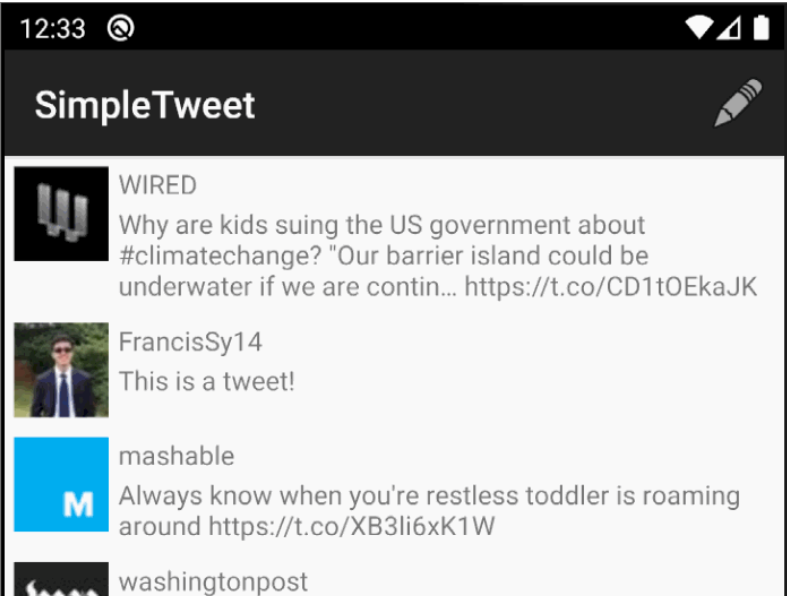 12:33
SimpleTweet
WIRED
Why are kids suing the US government about
#climatechange? "Our barrier island could be
underwater if we are contin… https://t.co/CD1tOEkaJK
FrancisSy14
This is a tweet!
mashable
M
Always know when you're restless toddler is roaming
around https://t.co/XB3li6xK1W
washingtonpost